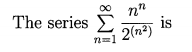 The series $\sum_{n=1}^{\infty} \frac{n^n}{2^{(n^2)}}$ is